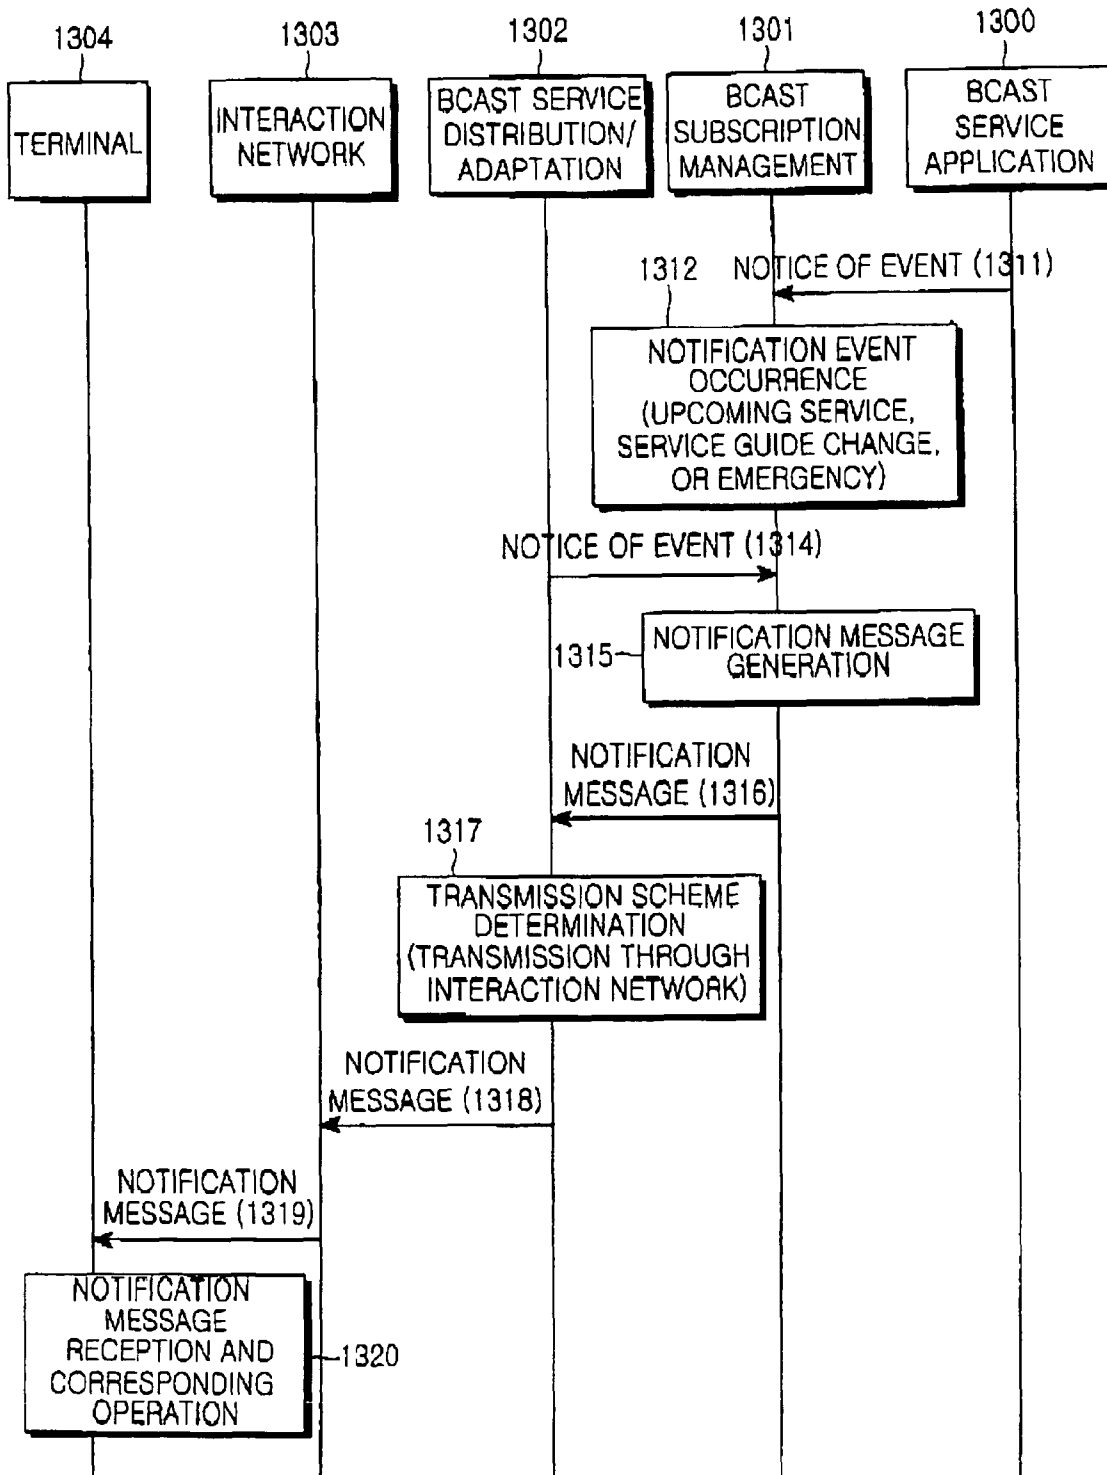 1304
1303
1302
1301
1300
TERMINAL
INTERACTION
NETWORK
BCAST SERVICE
DISTRIBUTION/
ADAPTATION
BCAST
SUBSCRIPTION
MANAGEMENT
BCAST
SERVICE
APPLICATION
NOTICE OF EVENT (1311)
1312
NOTIFICATION EVENT
OCCURRENCE
(UPCOMING SERVICE,
SERVICE GUIDE CHANGE,
OR EMERGENCY)
NOTICE OF EVENT (1314)
1315
NOTIFICATION MESSAGE
GENERATION
NOTIFICATION
MESSAGE (1316)
1317
TRANSMISSION SCHEME
DETERMINATION
(TRANSMISSION THROUGH
INTERACTION NETWORK)
NOTIFICATION
MESSAGE (1318)
NOTIFICATION
MESSAGE (1319)
NOTIFICATION
MESSAGE
RECEPTION AND
CORRESPONDING
OPERATION
1320